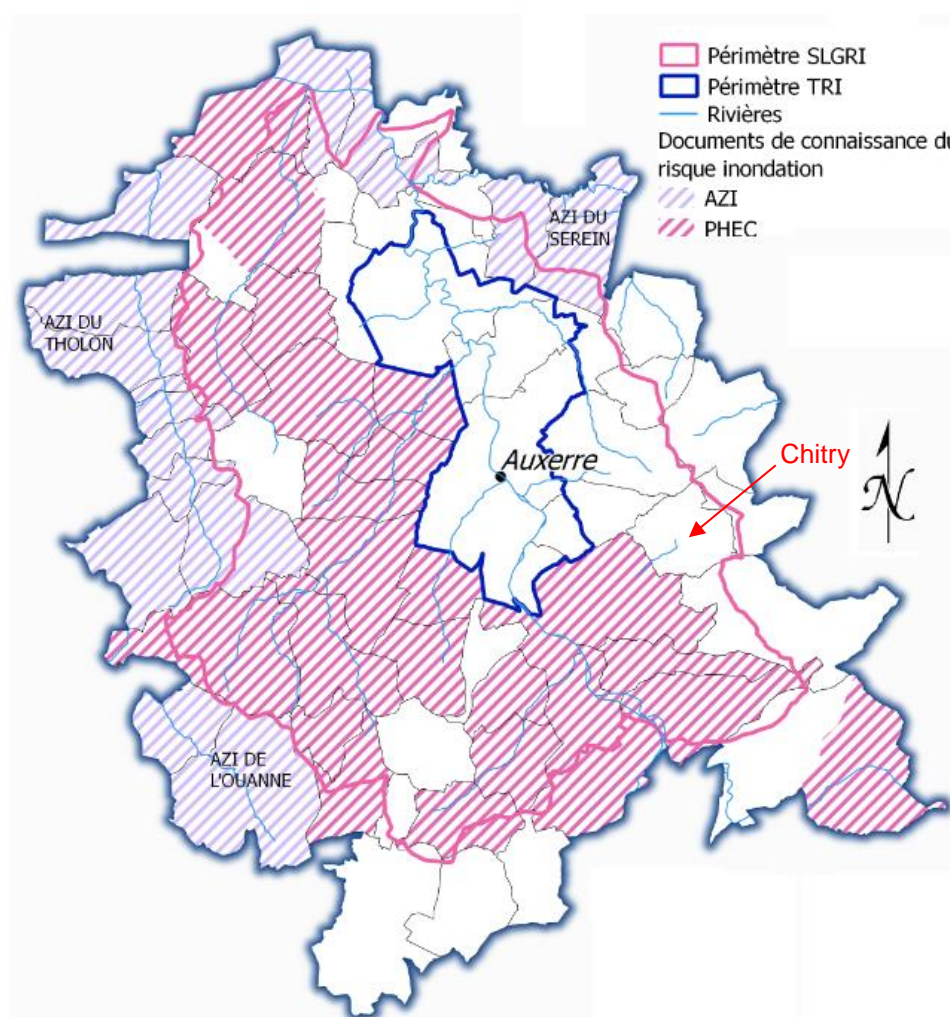 Périmètre SLGRI
Périmètre TRI
Rivières
Documents de connaissance du
risque inondation
AZI
PHEC
AZI DU
SEREIN
AZI DU
THOLON
Chitry
Auxerre
N
AZI DE
L'OUANNE